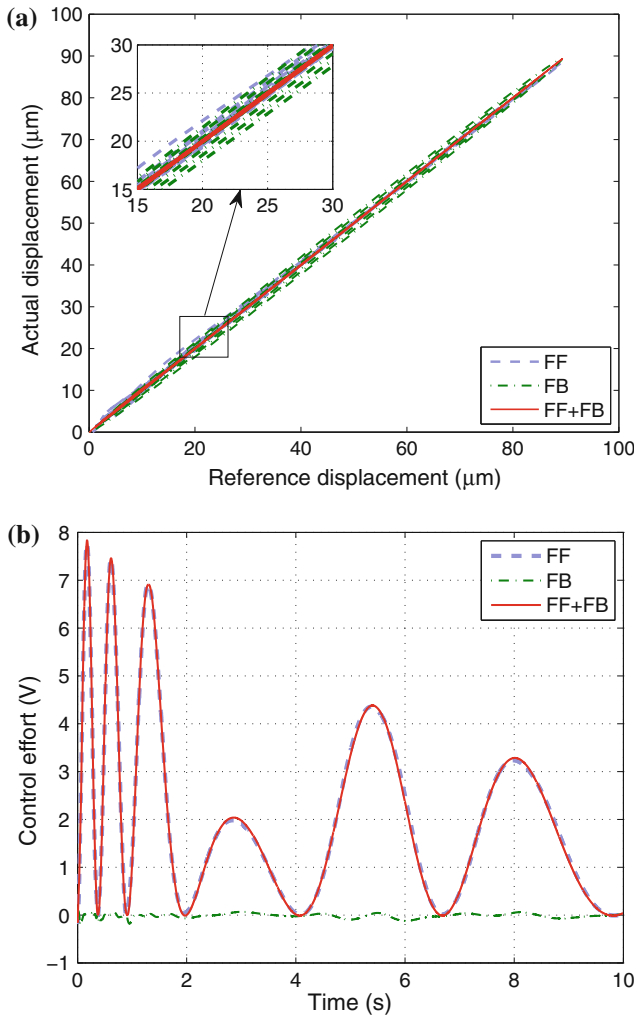 (a)
100
90
80
70
60
50
40
30
20
10
0
Actual displacement (μm)
30
25
20
15
15 20 25 30
FF
FB
FF+FB
0 20 40 60 80 100
Reference displacement (μm)
(b)
8
7
6
5
4
3
2
1
0
−1
Control effort (V)
FF
FB
FF+FB
0 2 4 6 8 10
Time (s)